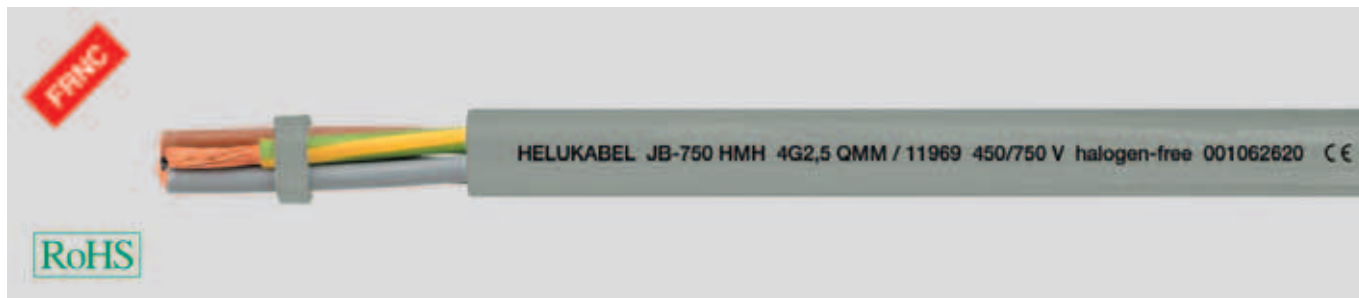 FRNC
HELUKABEL JB-750 HMH 4G2,5 QMM / 11969 450/750 V halogen-free 001062620 CE
RoHS